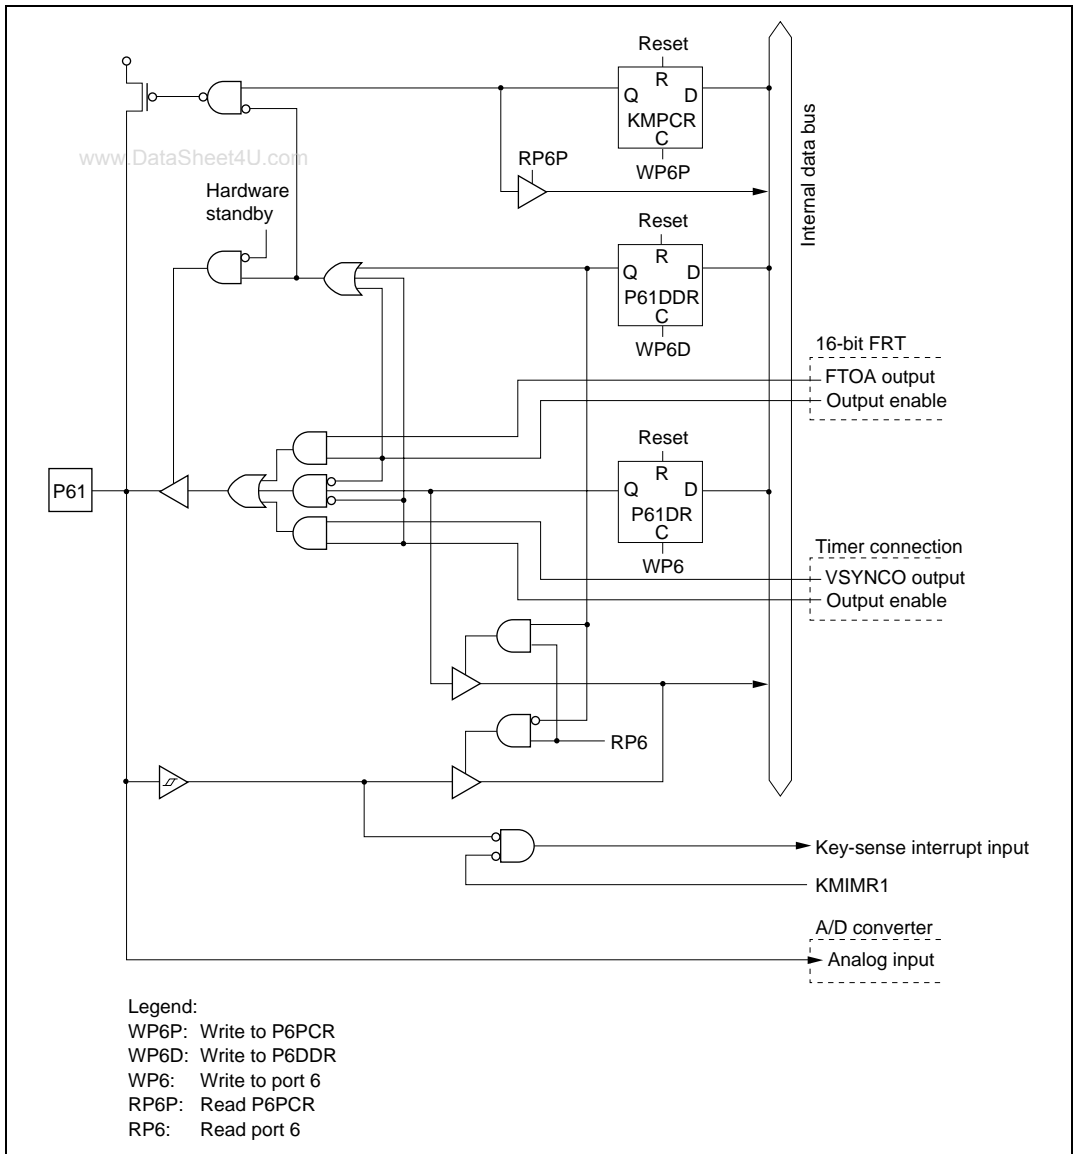 Reset
R
Q D
KMPCR
C
WP6P
www.DataSheet4U.com
RP6P
Hardware
standby
Internal data bus
Reset
R
Q D
P61DDR
C
WP6D
16-bit FRT
FTOA output
Output enable
Reset
R
P61
Q D
P61DR
C
WP6
Timer connection
VSYNCO output
Output enable
RP6
Key-sense interrupt input
KMIMR1
A/D converter
Analog input
Legend:
WP6P: Write to P6PCR
WP6D: Write to P6DDR
WP6: Write to port 6
RP6P: Read P6PCR
RP6: Read port 6